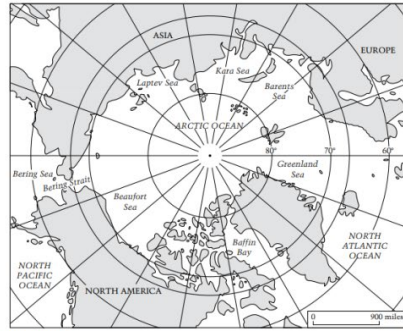 ASIA
EUROPE
Kara Sea
Laptev Sea
Barents
Sea
ARCTIC OCEAN
80°
70°
60°
Bering Sea
Bering Strait
Greenland
Sea
Beaufort
Sea
Baffin
Bay
NORTH
ATLANTIC
OCEAN
NORTH
PACIFIC
OCEAN
NORTH AMERICA
0 900 miles